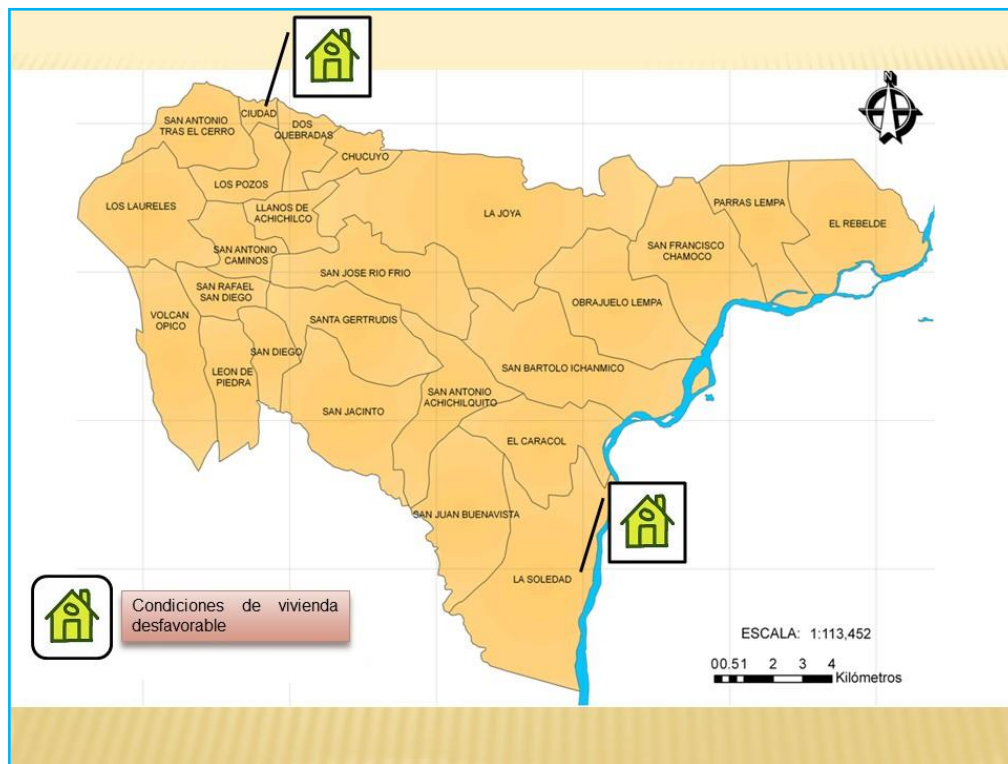 N
CIUDAD
SAN ANTONIO
TRAS EL CERRO
DOS
QUEBRADAS
CHUCUYO
LOS POZOS
LOS LAURELES
LLANOS DE
ACHICHILCO
LA JOYA
PARRAS LEMPA
EL REBELDE
SAN ANTONIO
CAMINOS
SAN FRANCISCO
CHAMOCO
SAN JOSE RIO FRIO
SAN RAFAEL
SAN DIEGO
OBRAJUELO LEMPA
VOLCAN
OPICO
SANTA GERTRUDIS
SAN DIEGO
LEON DE
PIEDRA
SAN BARTOLO ICHANMICO
SAN ANTONIO
ACHICHILQUITO
SAN JACINTO
EL CARACOL
SAN JUAN BUENAVISTA
LA SOLEDAD
Condiciones de vivienda
desfavorable
ESCALA: 1:113,452
00.51 2 3 4
Kilómetros